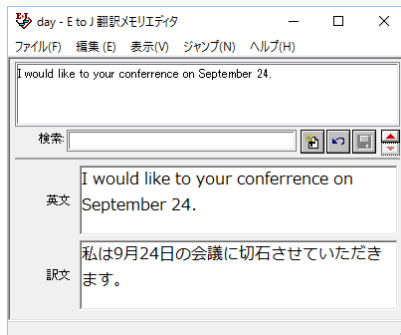 day - E to J 翻訳メモリエディタ
ファイル(F) 編集 (E) 表示(V) ジャンプ(N) ヘルプ(H)
I would like to your conferrence on September 24.
検索:
英文
I would like to your conferrence on
September 24.
訳文
私は9月24日の会議に切石させていただき
ます。